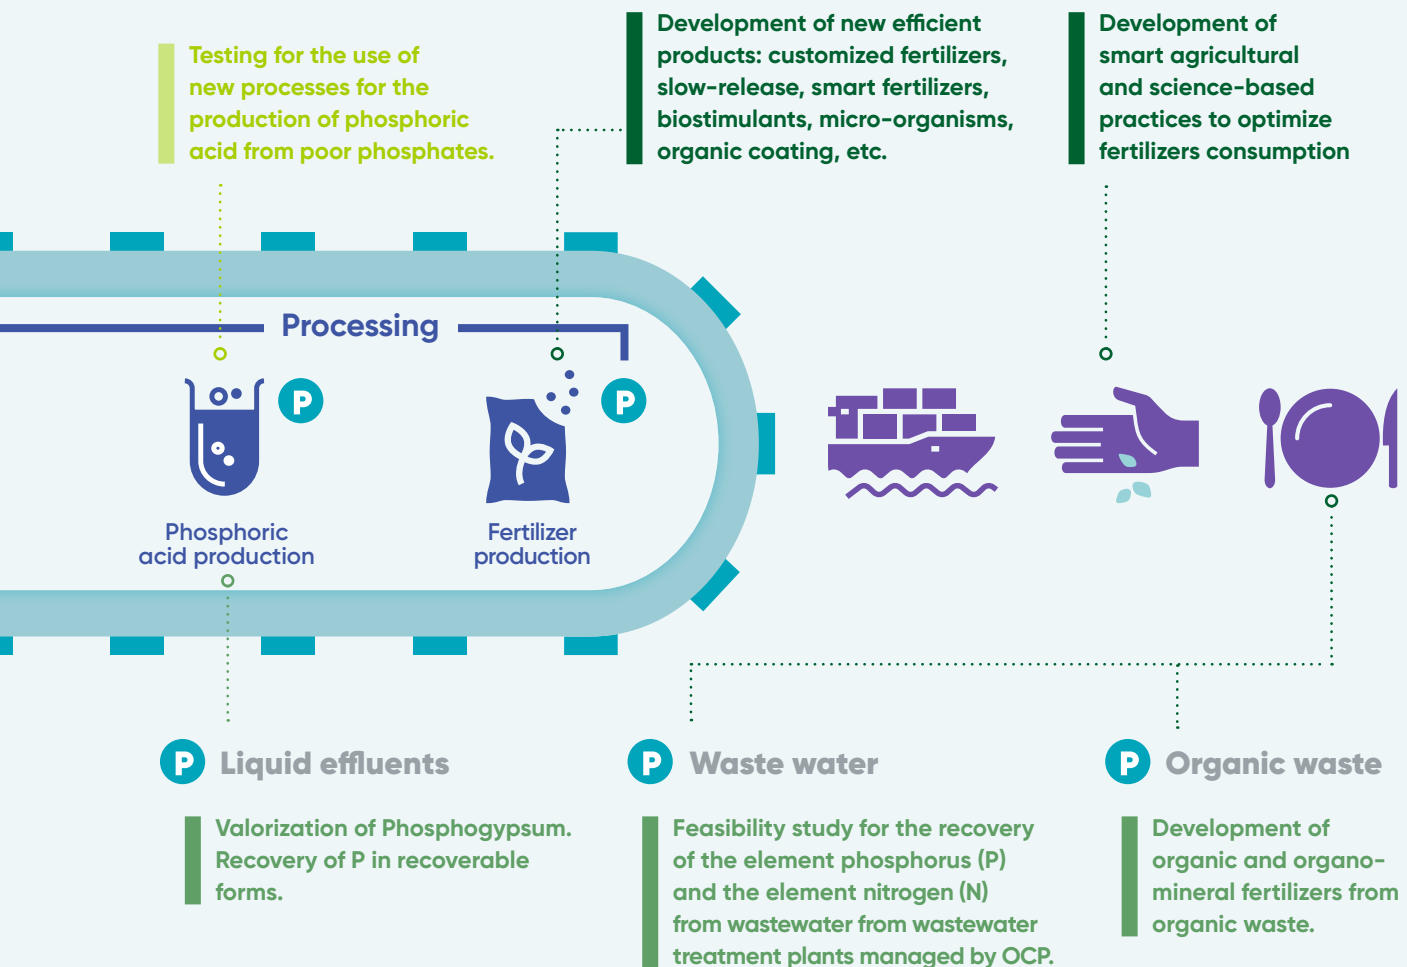 Testing for the use of
new processes for the
production of phosphoric
acid from poor phosphates.
Development of new efficient
products: customized fertilizers,
slow-release, smart fertilizers,
biostimulants, micro-organisms,
organic coating, etc.
Development of
smart agricultural
and science-based
practices to optimize
fertilizers consumption
Processing
P
P
Phosphoric
acid production
Fertilizer
production
P Liquid effluents
Valorization of Phosphogypsum.
Recovery of P in recoverable
forms.
P Waste water
Feasibility study for the recovery
of the element phosphorus (P)
and the element nitrogen (N)
from wastewater from wastewater
treatment plants managed by OCP.
P Organic waste
Development of
organic and organo-
mineral fertilizers from
organic waste.